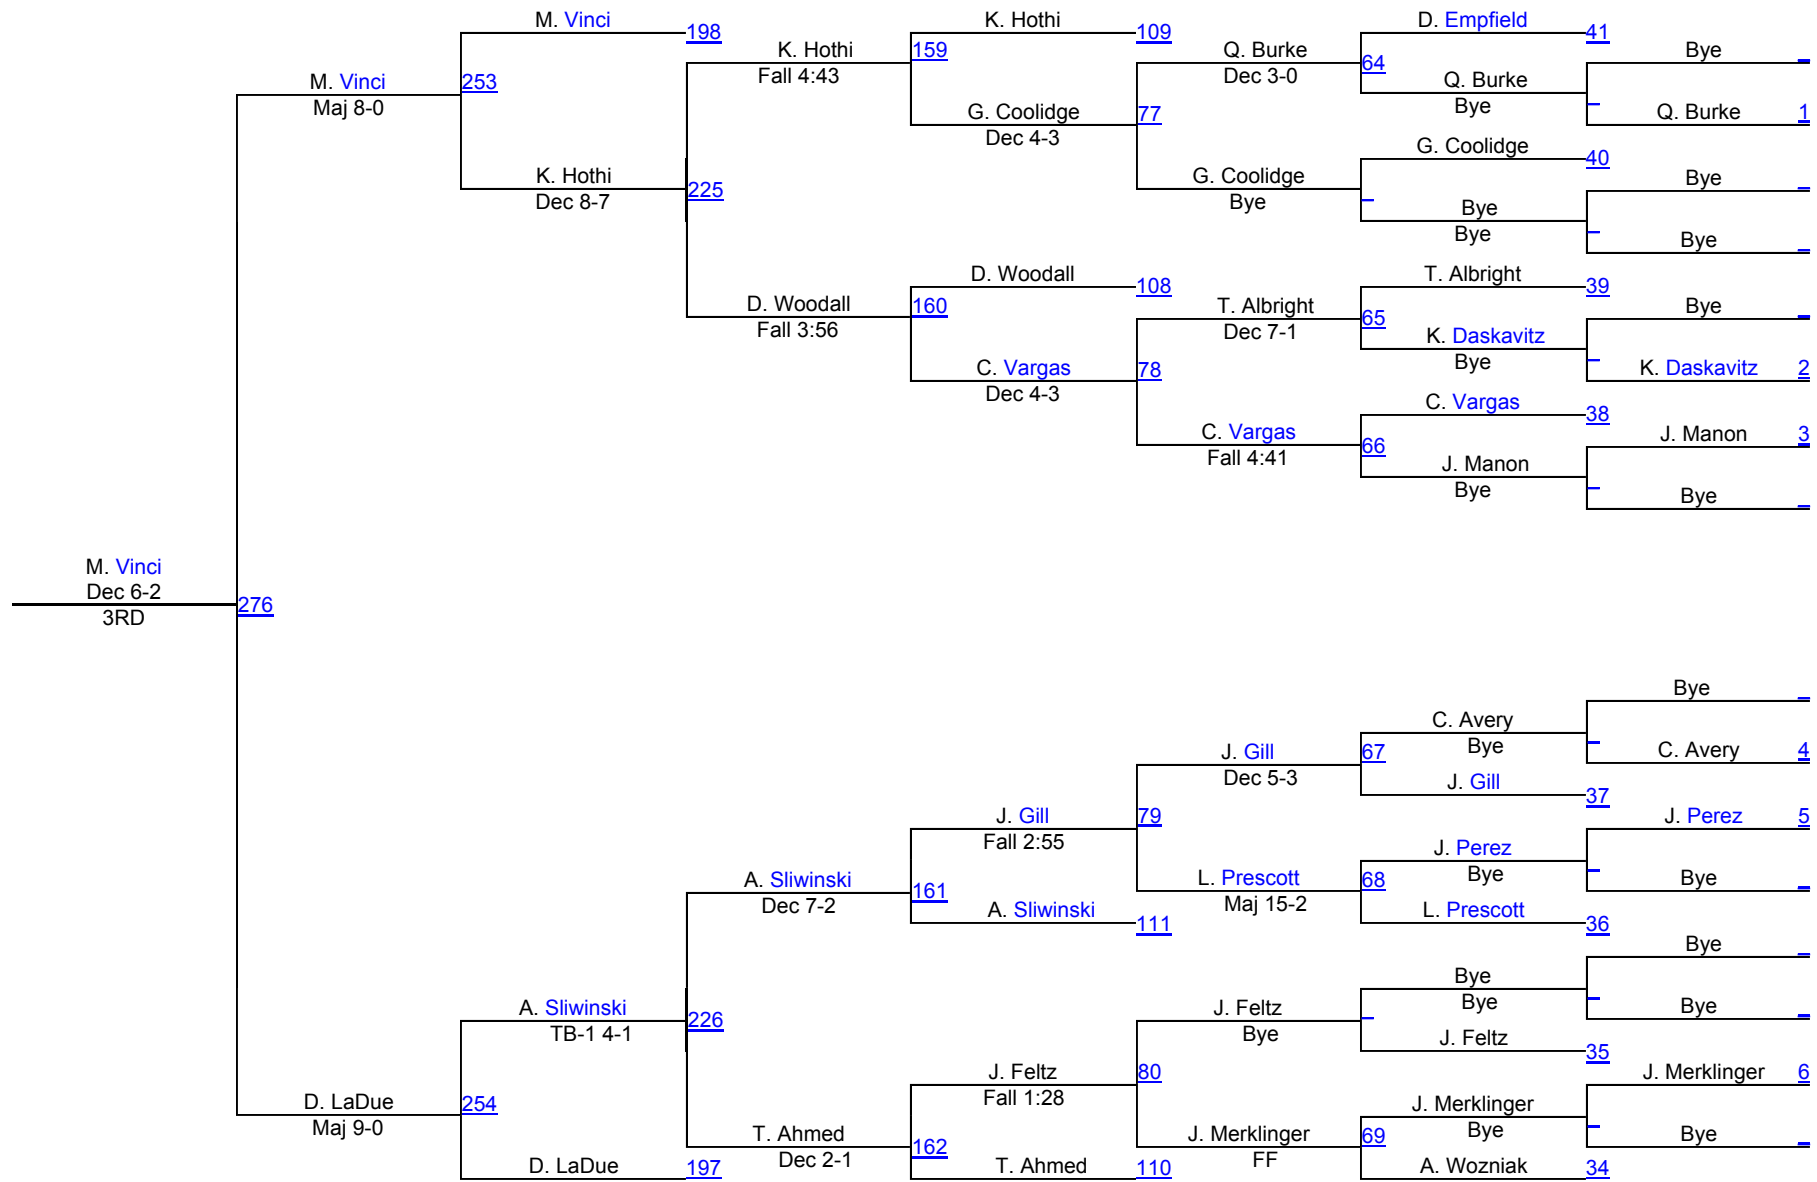 M. Vinci
198
K. Hothi
109
D. Empfield
41
Bye
K. Hothi
Fall 4:43
159
Q. Burke
Dec 3-0
64
M. Vinci
Maj 8-0
253
Q. Burke
Bye
G. Coolidge
Dec 4-3
77
Q. Burke
1
G. Coolidge
40
K. Hothi
Dec 8-7
225
G. Coolidge
Bye
Bye
Bye
Bye
Bye
D. Woodall
108
T. Albright
39
D. Woodall
Fall 3:56
160
T. Albright
Dec 7-1
65
Bye
K. Daskavitz
Bye
C. Vargas
Dec 4-3
78
K. Daskavitz
2
C. Vargas
38
C. Vargas
Fall 4:41
66
J. Manon
3
J. Manon
Bye
Bye
M. Vinci
Dec 6-2
3RD
276
Bye
C. Avery
Bye
J. Gill
Dec 5-3
67
C. Avery
4
J. Gill
37
J. Gill
Fall 2:55
79
J. Perez
5
J. Perez
Bye
A. Sliwinski
Dec 7-2
161
L. Prescott
Maj 15-2
68
Bye
A. Sliwinski
111
L. Prescott
36
Bye
Bye
Bye
A. Sliwinski
TB-1 4-1
226
J. Feltz
Bye
Bye
J. Feltz
35
J. Feltz
Fall 1:28
80
J. Merklinger
6
D. LaDue
Maj 9-0
254
J. Merklinger
Bye
T. Ahmed
Dec 2-1
162
J. Merklinger
FF
69
Bye
D. LaDue
197
T. Ahmed
110
A. Wozniak
34